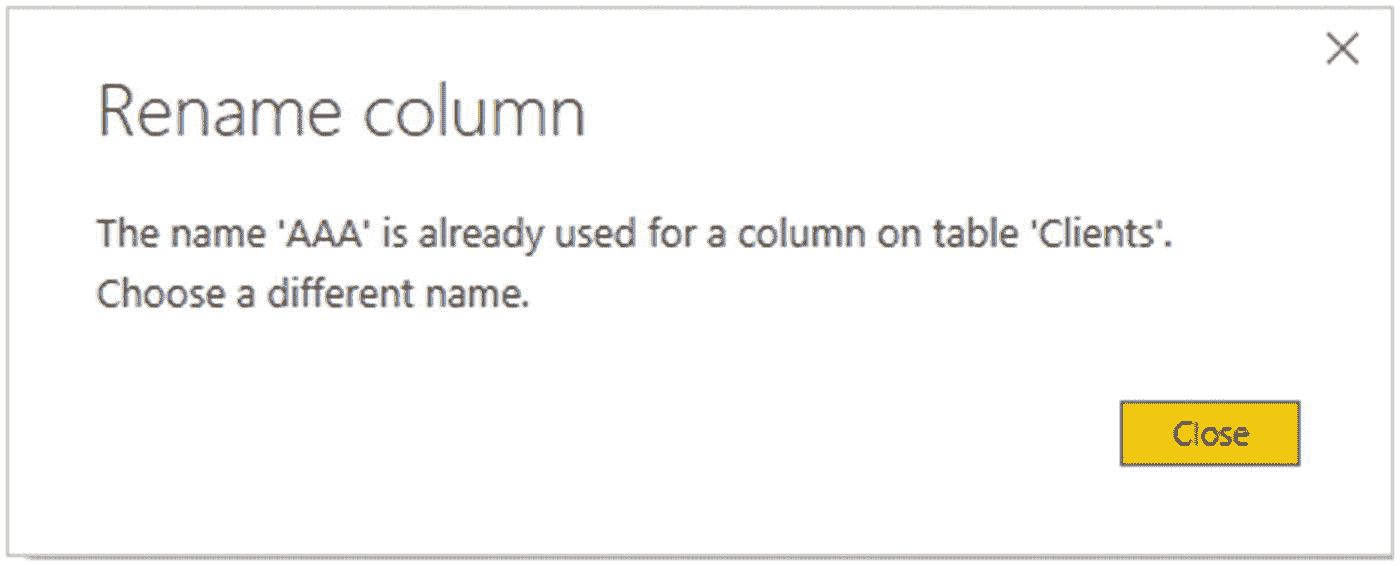 Rename column
The name 'AAA' is already used for a column on table 'Clients'.
Choose a different name.
Close